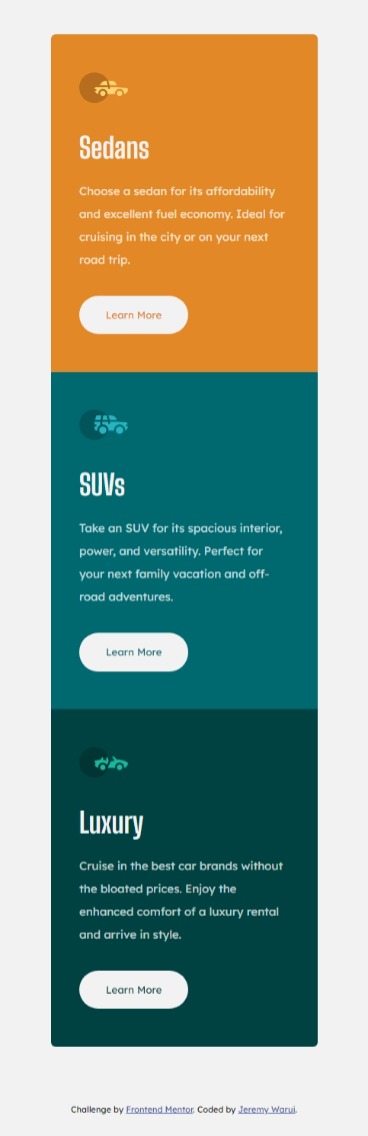 Sedans
Choose a sedan for its affordability
and excellent fuel economy. Ideal for
cruising in the city or on your next
road trip.
Learn More
SUVs
Take an SUV for its spacious interior,
power, and versatility. Perfect for
your next family vacation and off-
road adventures.
Learn More
Luxury
Cruise in the best car brands without
the bloated prices. Enjoy the
enhanced comfort of a luxury rental
and arrive in style.
Learn More
Challenge by Frontend Mentor. Coded by Jeremy Warui.